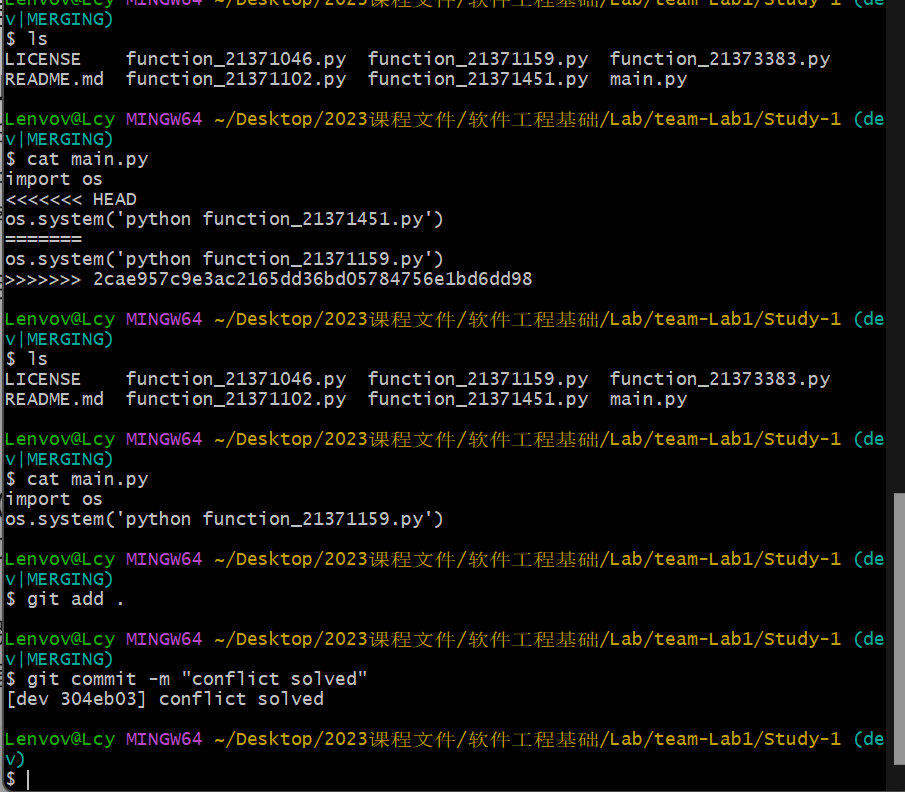 Lenvov@Lcy MINGW64 ~/Desktop/2023课程文件/软件工程基础/Lab/team-Lab1/Study-1 (de
v|MERGING)
$ ls
LICENSE    function_21371046.py  function_21371159.py  function_21373383.py
README.md  function_21371102.py  function_21371451.py  main.py
Lenvov@Lcy MINGW64 ~/Desktop/2023课程文件/软件工程基础/Lab/team-Lab1/Study-1 (de
v|MERGING)
$ cat main.py
import os
<<<<<<< HEAD
os.system('python function_21371451.py')
=======
os.system('python function_21371159.py')
>>>>>>> 2cae957c9e3ac2165dd36bd05784756e1bd6dd98
Lenvov@Lcy MINGW64 ~/Desktop/2023课程文件/软件工程基础/Lab/team-Lab1/Study-1 (de
v|MERGING)
$ ls
LICENSE    function_21371046.py  function_21371159.py  function_21373383.py
README.md  function_21371102.py  function_21371451.py  main.py
Lenvov@Lcy MINGW64 ~/Desktop/2023课程文件/软件工程基础/Lab/team-Lab1/Study-1 (de
v|MERGING)
$ cat main.py
import os
os.system('python function_21371159.py')
Lenvov@Lcy MINGW64 ~/Desktop/2023课程文件/软件工程基础/Lab/team-Lab1/Study-1 (de
v|MERGING)
$ git add .
Lenvov@Lcy MINGW64 ~/Desktop/2023课程文件/软件工程基础/Lab/team-Lab1/Study-1 (de
v|MERGING)
$ git commit -m "conflict solved"
[dev 304eb03] conflict solved
Lenvov@Lcy MINGW64 ~/Desktop/2023课程文件/软件工程基础/Lab/team-Lab1/Study-1 (de
v)
$